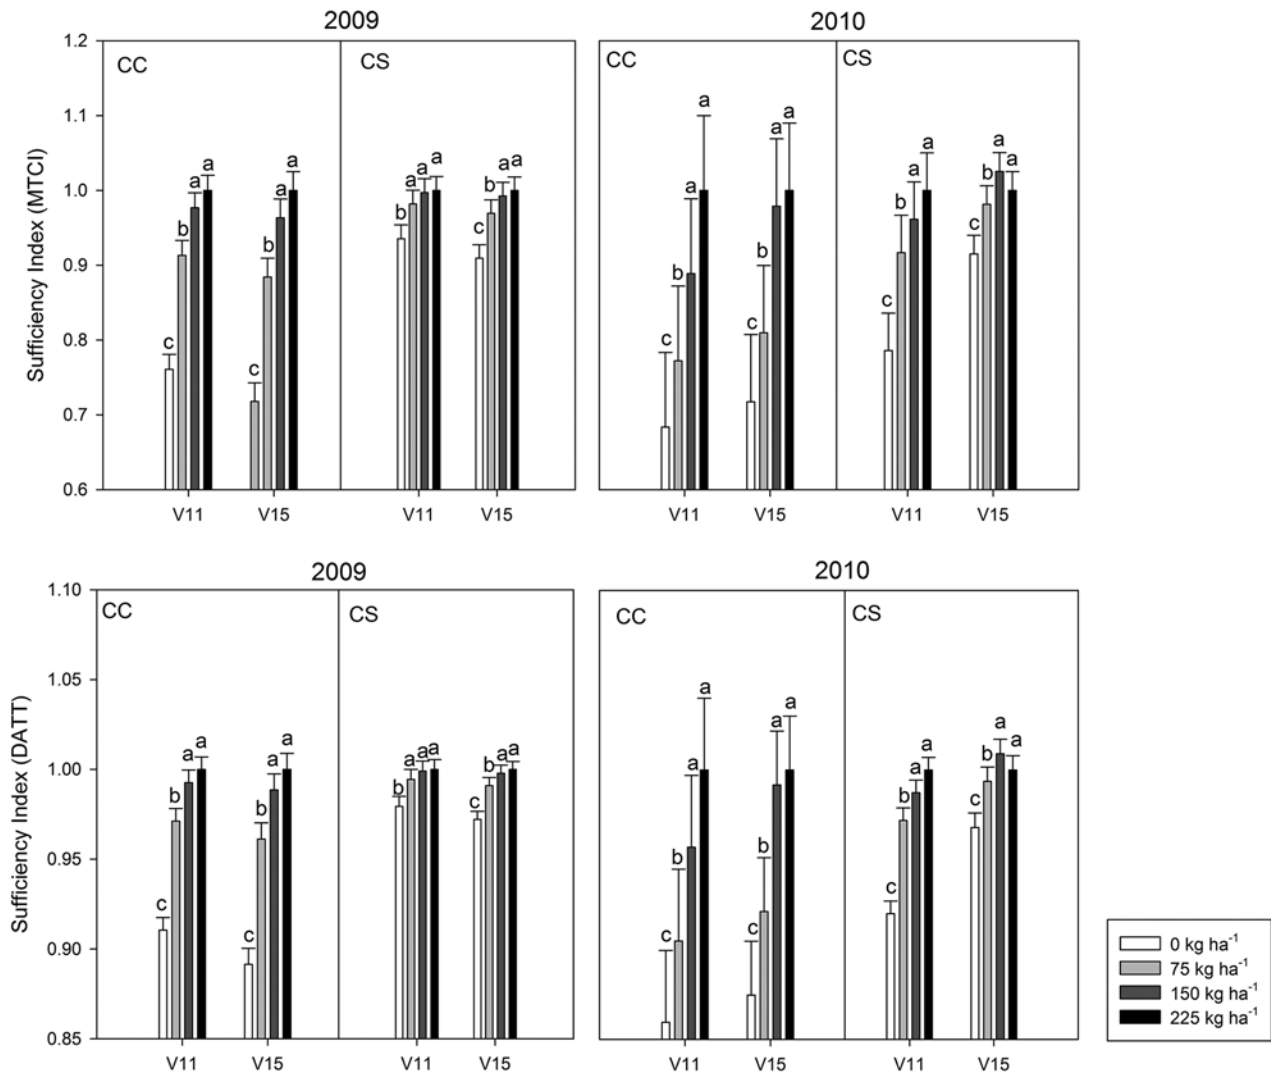 2009
2010
Sufficiency Index (MTCI)
1.2
1.1
1.0
0.9
0.8
0.7
0.6
CC
c
b
a
a
c
b
a
a
V11
V15
CS
b
a
a
a
c
b
a
a
V11
V15
CC
c
b
a
a
c
b
a
a
V11
V15
CS
c
b
a
a
c
b
a
a
V11
V15
2009
2010
Sufficiency Index (DATT)
1.10
1.05
1.00
0.95
0.90
0.85
CC
c
b
a
a
c
b
a
a
V11
V15
CS
b
a
a
a
c
b
a
a
V11
V15
CC
c
b
a
a
c
b
a
a
V11
V15
CS
c
b
a
a
c
b
a
a
V11
V15
0 kg ha⁻¹
75 kg ha⁻¹
150 kg ha⁻¹
225 kg ha⁻¹